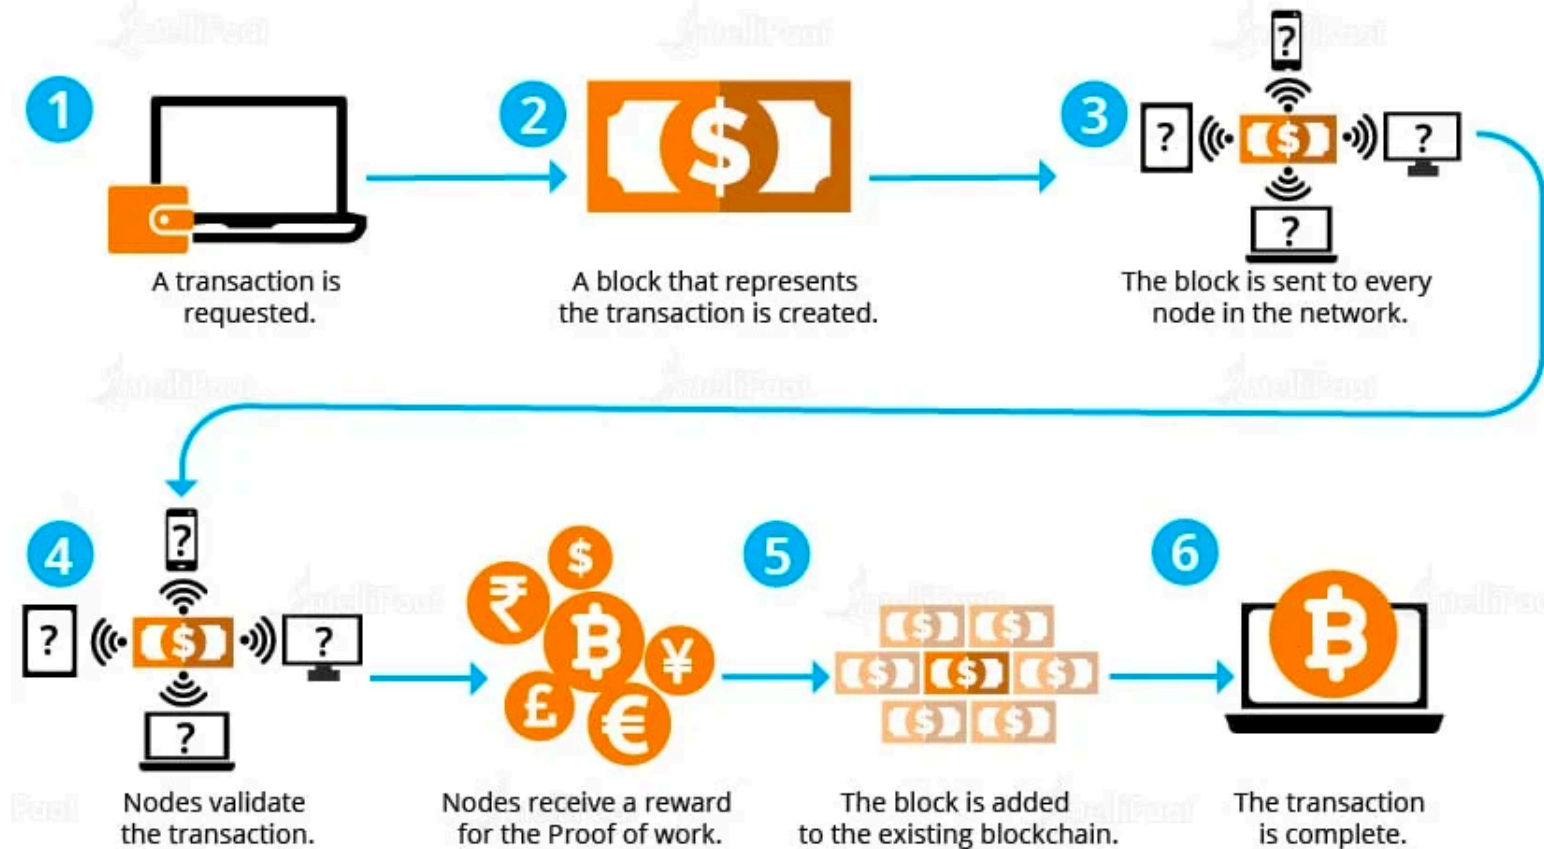 1
A transaction is
requested.
2
$
A block that represents
the transaction is created.
3
?
? $ ?
?
The block is sent to every
node in the network.
4
?
? $ ?
?
Nodes validate
the transaction.
$
₹
₿
¥
£
€
Nodes receive a reward
for the Proof of work.
5
$ $
$ $ $
$ $
The block is added
to the existing blockchain.
6
₿
The transaction
is complete.